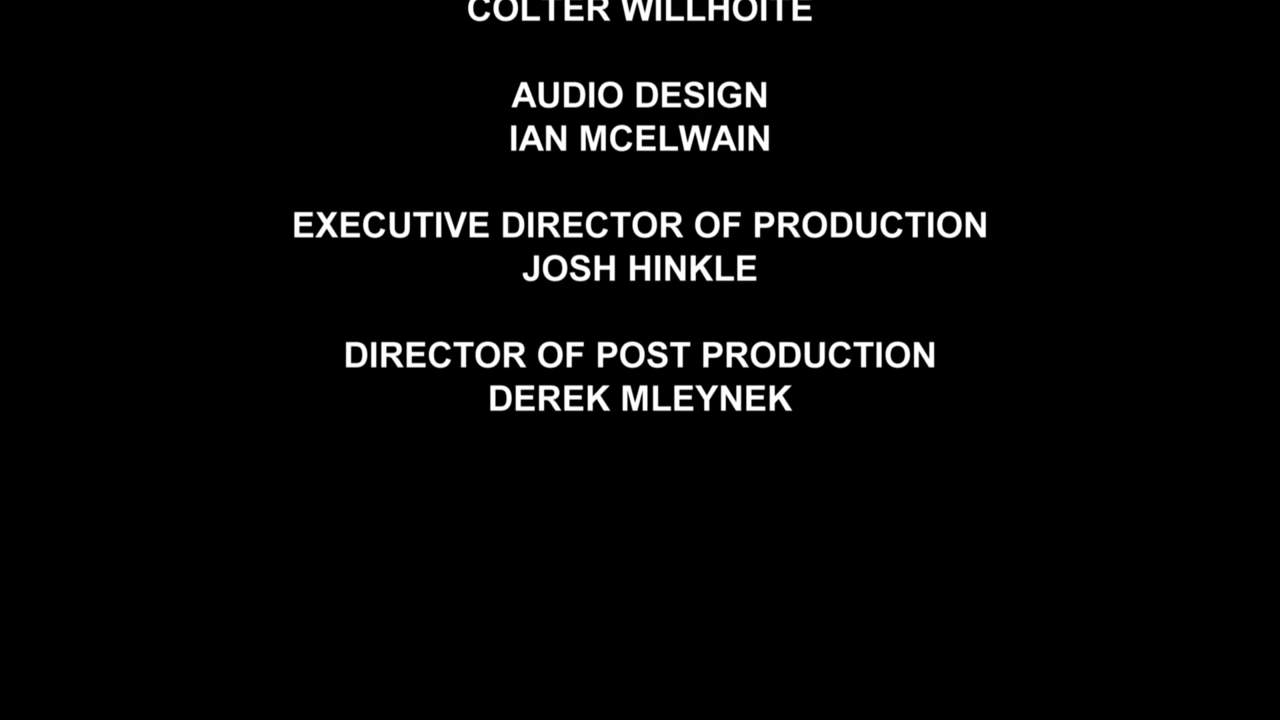 COLTER WILLHOITE
AUDIO DESIGN
IAN MCELWAIN
EXECUTIVE DIRECTOR OF PRODUCTION
JOSH HINKLE
DIRECTOR OF POST PRODUCTION
DEREK MLEYNEK